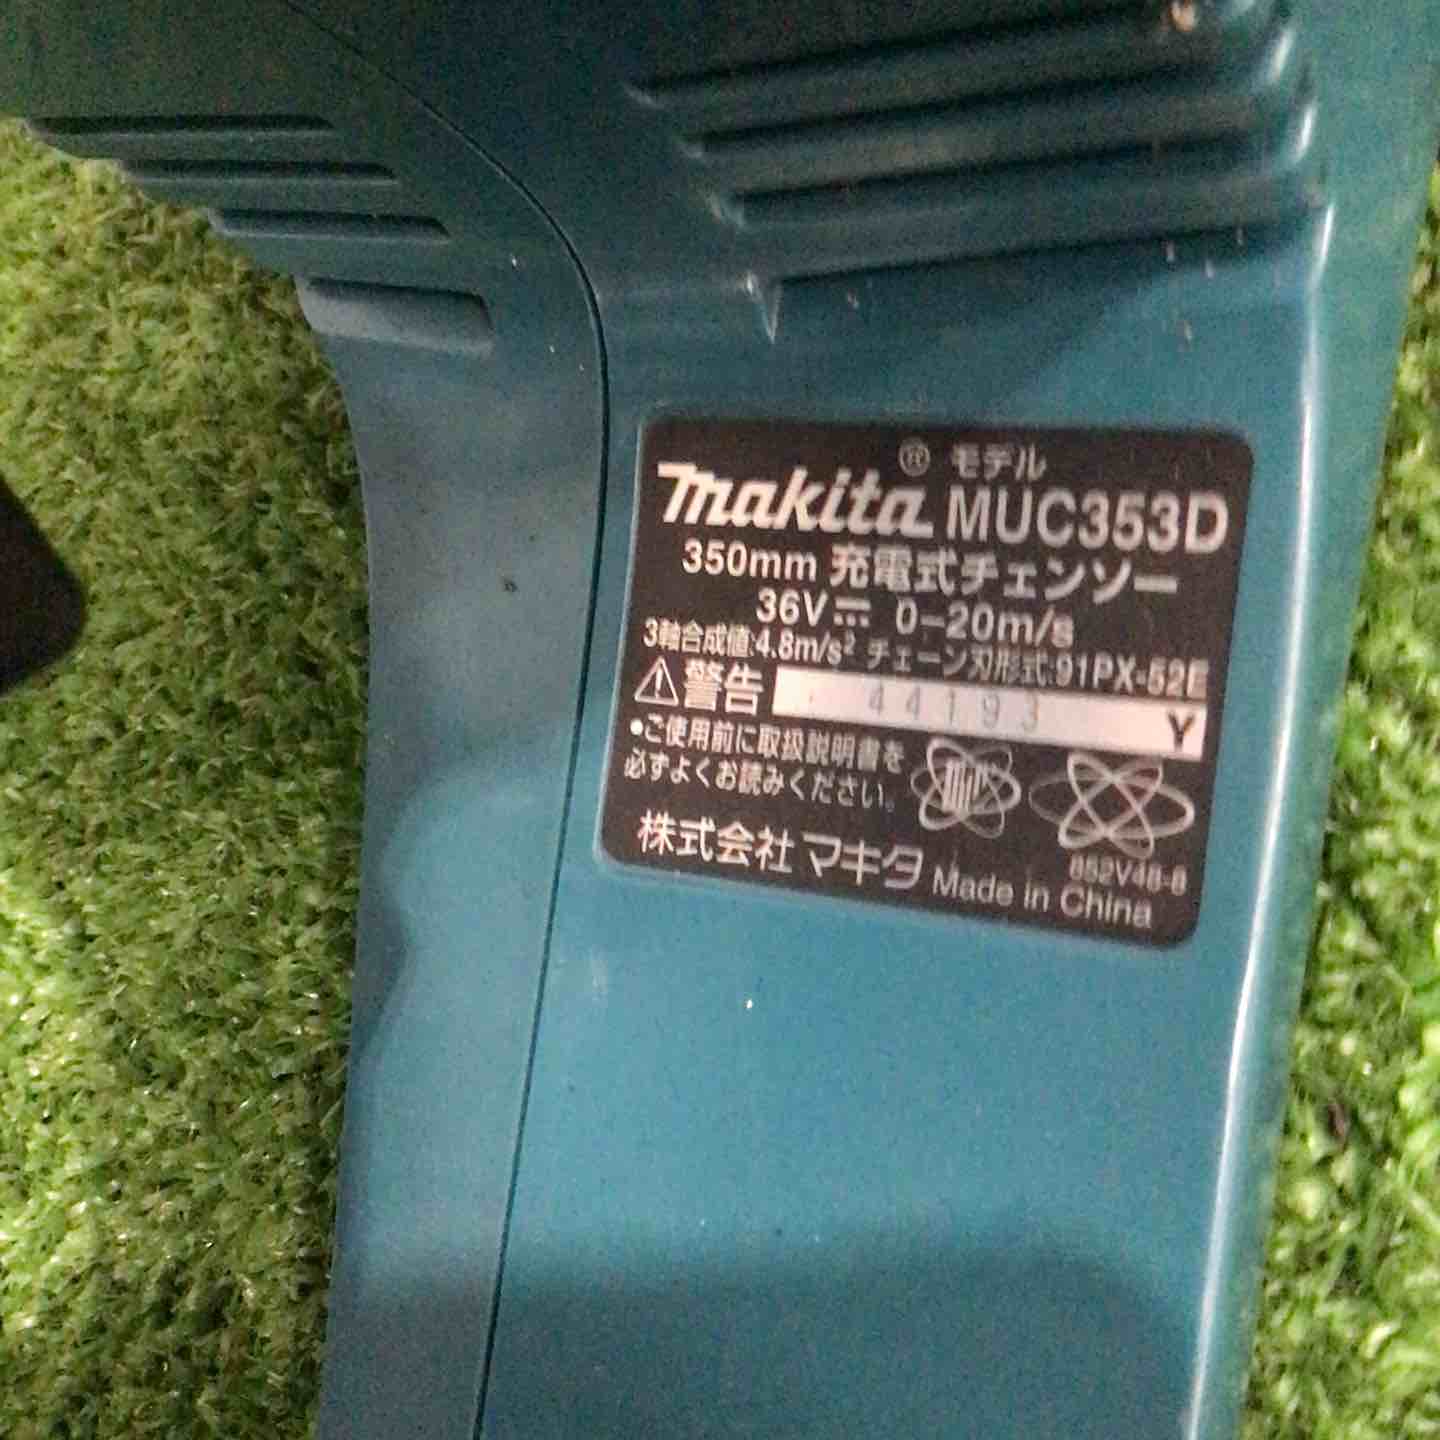 ® モデル
makita MUC353D
350mm 充電式チェンソー
36V⎓ 0-20m/s
3軸合成値:4.8m/s² チェーン刃形式:91PX-52E
⚠警告 44193 Y
•ご使用前に取扱説明書を
必ずよくお読みください。
株式会社 マキタ Made in China
852V48-8